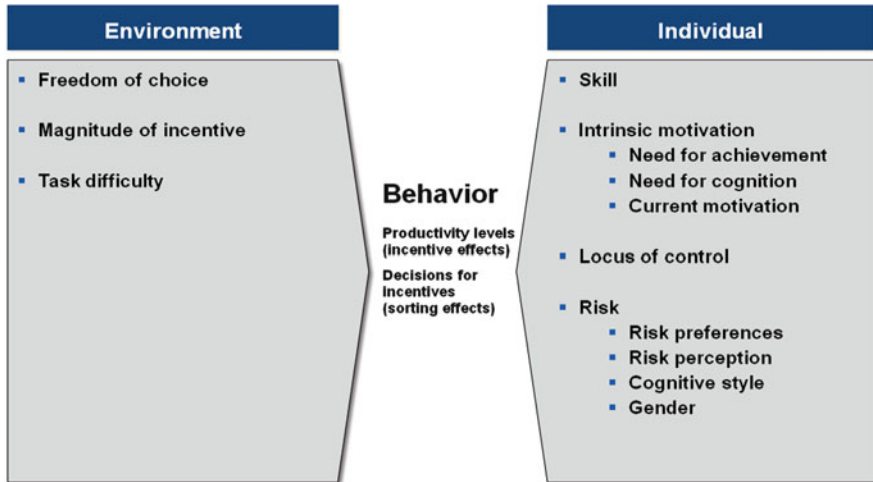 Environment
Freedom of choice
Magnitude of incentive
Task difficulty
Behavior
Productivity levels
(incentive effects)
Decisions for
incentives
(sorting effects)
Individual
Skill
Intrinsic motivation
Need for achievement
Need for cognition
Current motivation
Locus of control
Risk
Risk preferences
Risk perception
Cognitive style
Gender